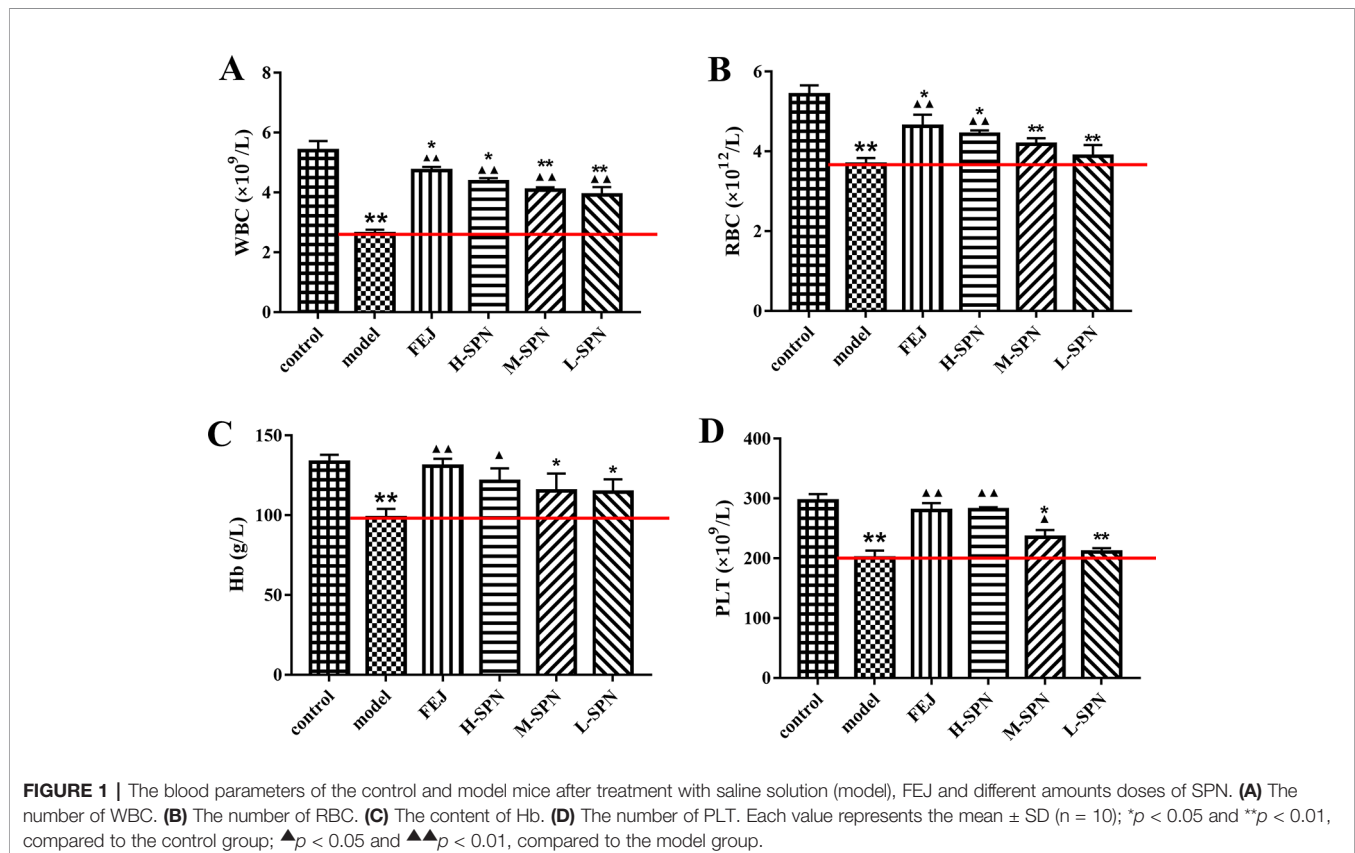 A
WBC (×10⁹/L)
8
6
4
2
0
*
▲▲
*
▲▲
**
▲▲
**
▲▲
**
control
model
FEJ
H-SPN
M-SPN
L-SPN
B
RBC (×10¹²/L)
6
4
2
0
*
▲▲
*
▲▲
**
**
**
control
model
FEJ
H-SPN
M-SPN
L-SPN
C
Hb (g/L)
150
100
50
0
▲▲
▲
*
*
**
control
model
FEJ
H-SPN
M-SPN
L-SPN
D
PLT (×10⁹/L)
400
300
200
100
0
▲▲
▲▲
*
▲
**
**
control
model
FEJ
H-SPN
M-SPN
L-SPN
FIGURE 1 | The blood parameters of the control and model mice after treatment with saline solution (model), FEJ and different amounts doses of SPN. (A) The
number of WBC. (B) The number of RBC. (C) The content of Hb. (D) The number of PLT. Each value represents the mean ± SD (n = 10); *p < 0.05 and **p < 0.01,
compared to the control group; ▲p < 0.05 and ▲▲p < 0.01, compared to the model group.